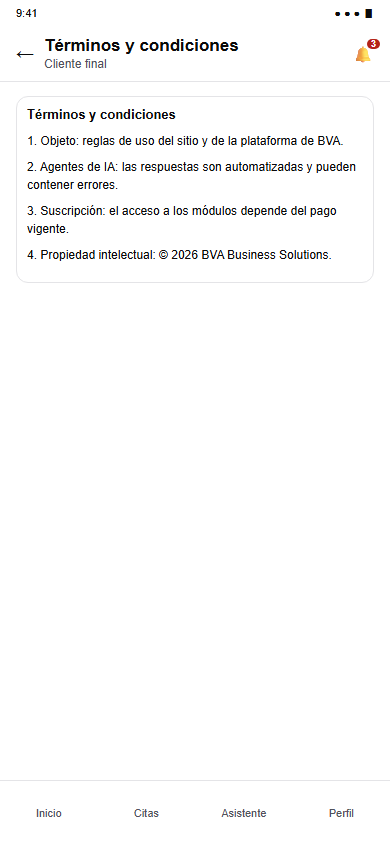 9:41
Términos y condiciones
Cliente final
3
Términos y condiciones
1. Objeto: reglas de uso del sitio y de la plataforma de BVA.
2. Agentes de IA: las respuestas son automatizadas y pueden
contener errores.
3. Suscripción: el acceso a los módulos depende del pago
vigente.
4. Propiedad intelectual: © 2026 BVA Business Solutions.
Inicio
Citas
Asistente
Perfil